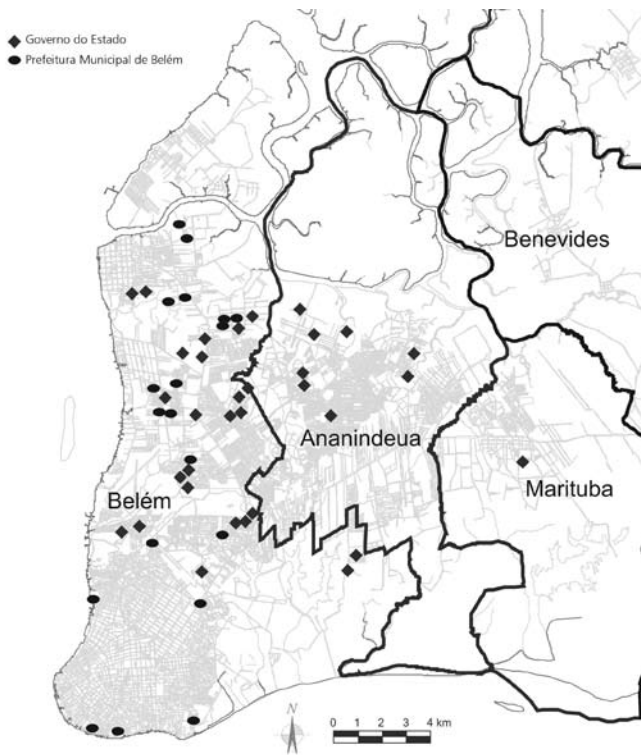 Governo do Estado
Prefeitura Municipal de Belém
Benevides
Ananindeua
Marituba
Belém
N
0 1 2 3 4 km